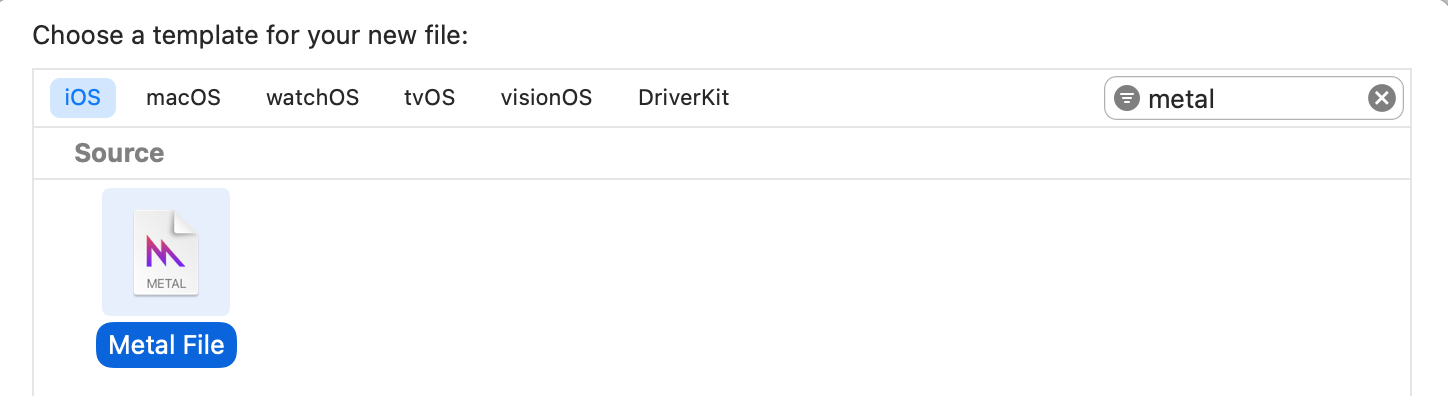 Choose a template for your new file:
iOS macOS watchOS tvOS visionOS DriverKit metal
Source
METAL
Metal File